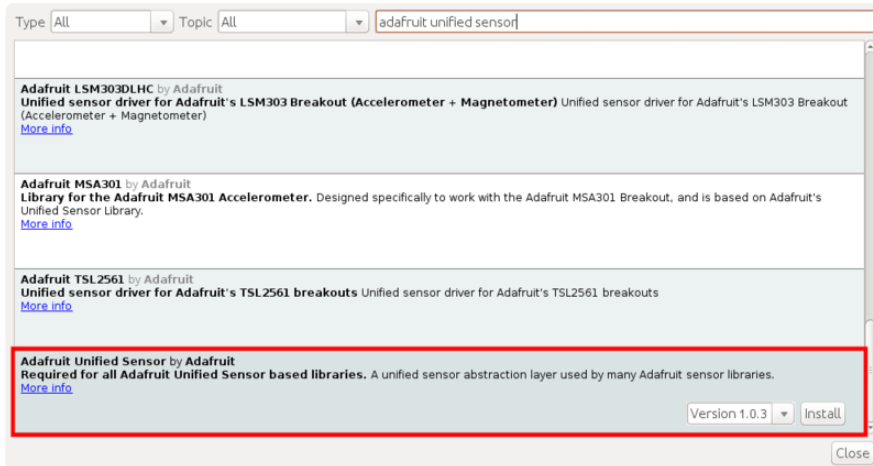 Type All Topic All adafruit unified sensor
Adafruit LSM303DLHC by Adafruit
Unified sensor driver for Adafruit's LSM303 Breakout (Accelerometer + Magnetometer) Unified sensor driver for Adafruit's LSM303 Breakout
(Accelerometer + Magnetometer)
More info
Adafruit MSA301 by Adafruit
Library for the Adafruit MSA301 Accelerometer. Designed specifically to work with the Adafruit MSA301 Breakout, and is based on Adafruit's
Unified Sensor Library.
More info
Adafruit TSL2561 by Adafruit
Unified sensor driver for Adafruit's TSL2561 breakouts Unified sensor driver for Adafruit's TSL2561 breakouts
More info
Adafruit Unified Sensor by Adafruit
Required for all Adafruit Unified Sensor based libraries. A unified sensor abstraction layer used by many Adafruit sensor libraries.
More info
Version 1.0.3 Install
Close